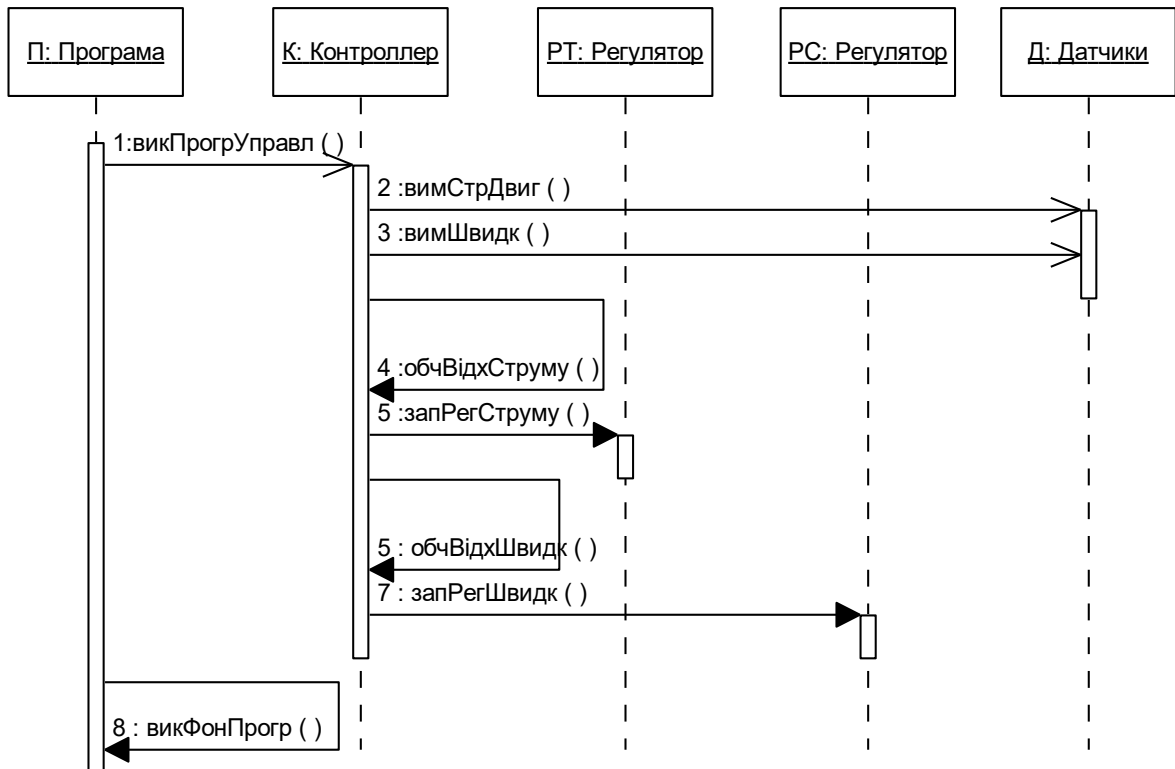 П: Програма
К: Контроллер
РТ: Регулятор
РС: Регулятор
Д: Датчики
1:викПрогрУправл ( )
2 :вимСтрДвиг ( )
3 :вимШвидк ( )
4 :обчВідхСтруму ( )
5 :запРегСтруму ( )
5 : обчВідхШвидк ( )
7 : запРегШвидк ( )
8 : викФонПрогр ( )